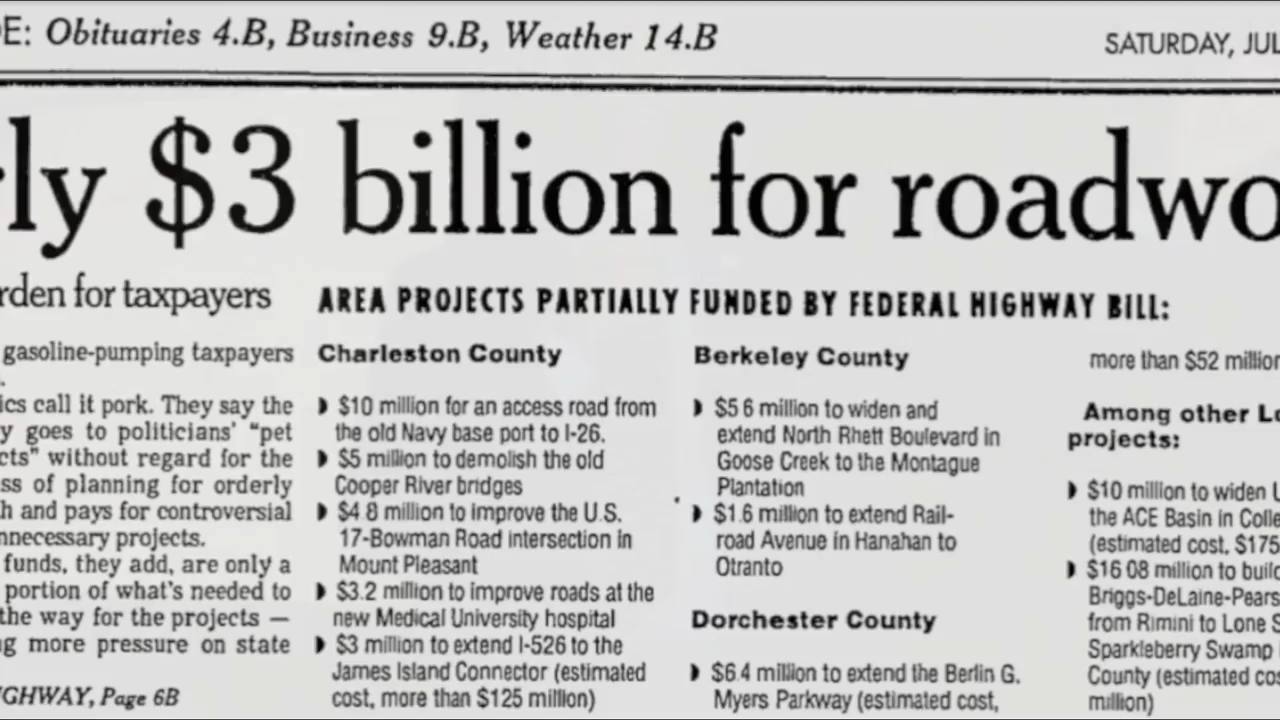 Obituaries 4.B, Business 9.B, Weather 14.B
SATURDAY, JUL
ly $3 billion for roadwo
rden for taxpayers
gasoline-pumping taxpayers
ics call it pork. They say the
y goes to politicians' "pet
cts" without regard for the
ss of planning for orderly
h and pays for controversial
nnecessary projects.
funds, they add, are only a
portion of what's needed to
the way for the projects —
ng more pressure on state
IGHWAY, Page 6B
AREA PROJECTS PARTIALLY FUNDED BY FEDERAL HIGHWAY BILL:
Charleston County
◗ $10 million for an access road from
the old Navy base port to I-26.
◗ $5 million to demolish the old
Cooper River bridges
◗ $4 8 million to improve the U.S.
17-Bowman Road intersection in
Mount Pleasant
◗ $3.2 million to improve roads at the
new Medical University hospital
◗ $3 million to extend I-526 to the
James Island Connector (estimated
cost, more than $125 million)
Berkeley County
◗ $5 6 million to widen and
extend North Rhett Boulevard in
Goose Creek to the Montague
Plantation
◗ $1.6 million to extend Rail-
road Avenue in Hanahan to
Otranto
Dorchester County
◗ $6.4 million to extend the Berlin G.
Myers Parkway (estimated cost,
more than $52 million
Among other Lo
projects:
◗ $10 million to widen U
the ACE Basin in Colle
(estimated cost, $175
◗ $16 08 million to build
Briggs-DeLaine-Pears
from Rimini to Lone S
Sparkleberry Swamp
County (estimated cos
million)